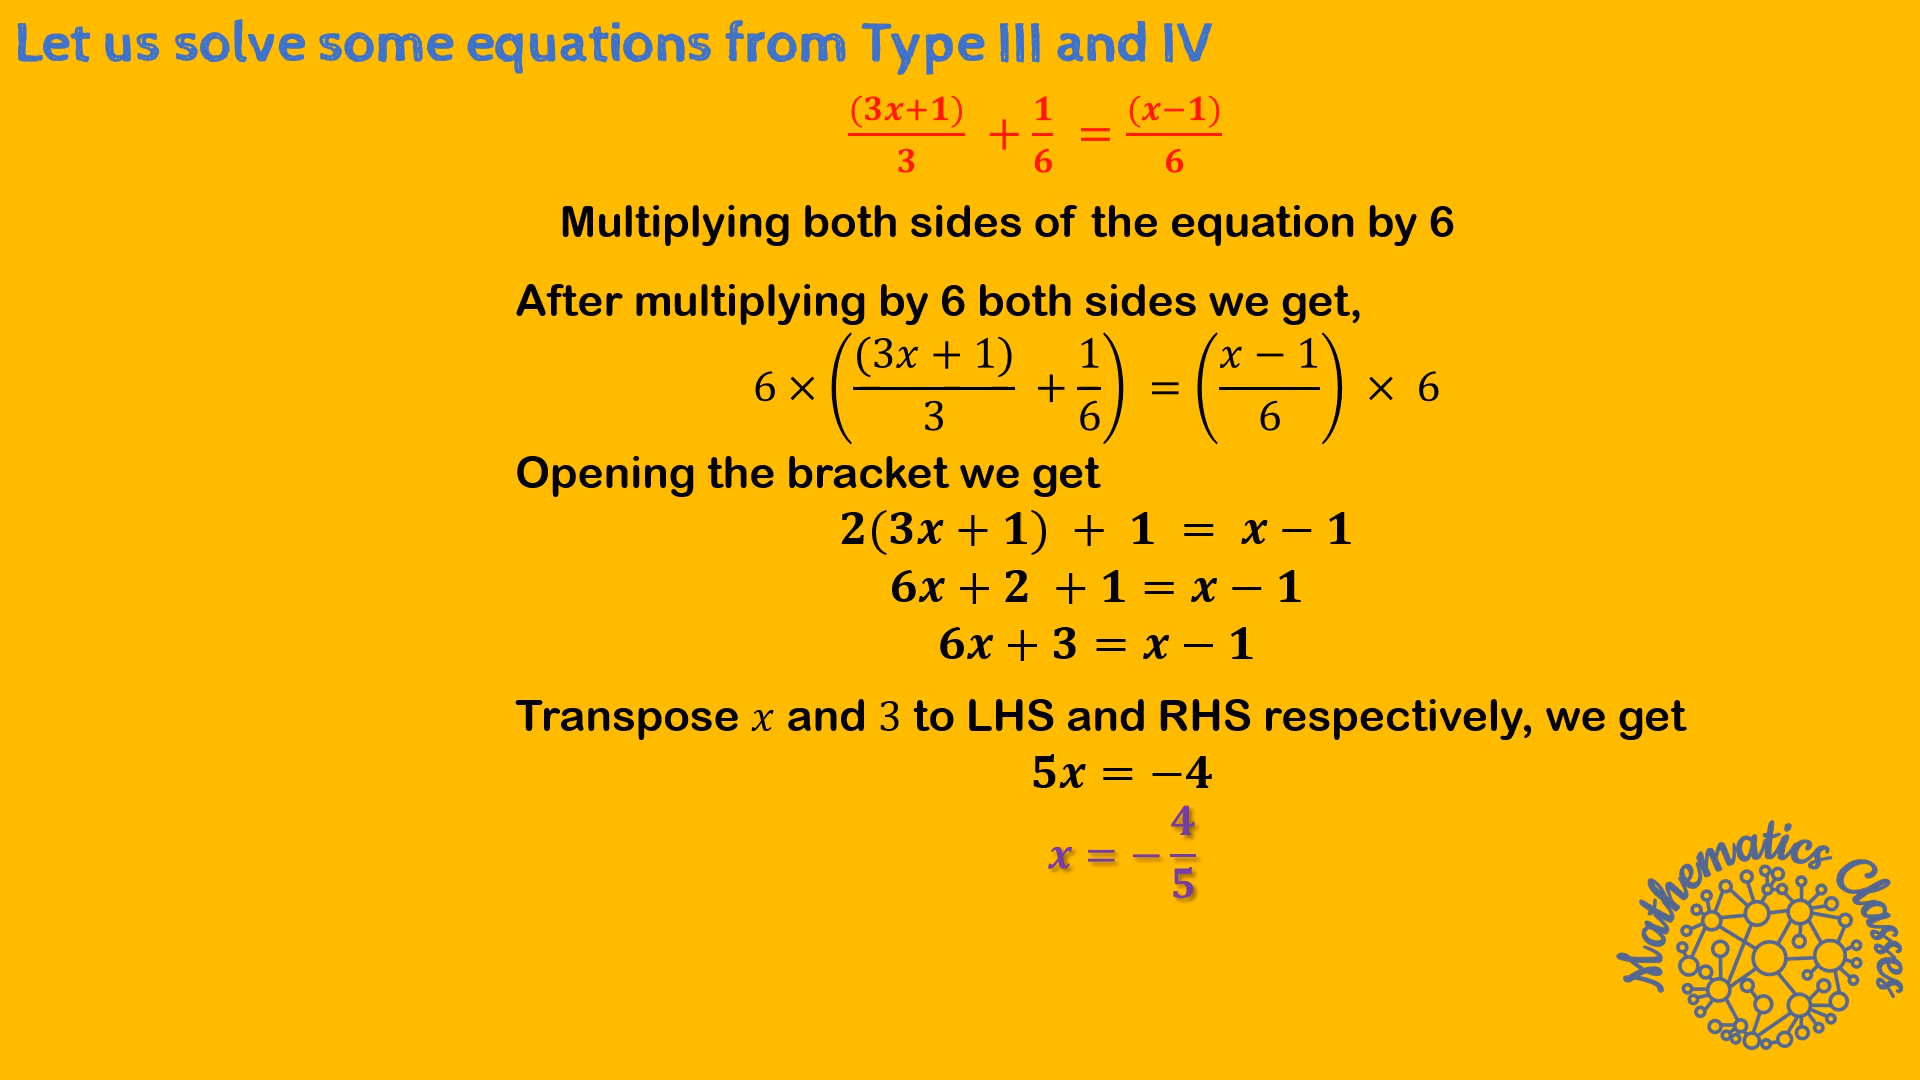 Let us solve some equations from Type III and IV
(3x+1)/3 + 1/6 = (x−1)/6
Multiplying both sides of the equation by 6
After multiplying by 6 both sides we get,
6 × ((3x + 1)/3 + 1/6) = (x − 1/6) × 6
Opening the bracket we get
2(3x + 1) + 1 = x − 1
6x + 2 + 1 = x − 1
6x + 3 = x − 1
Transpose x and 3 to LHS and RHS respectively, we get
5x = −4
x = −4/5
Mathematics Classes